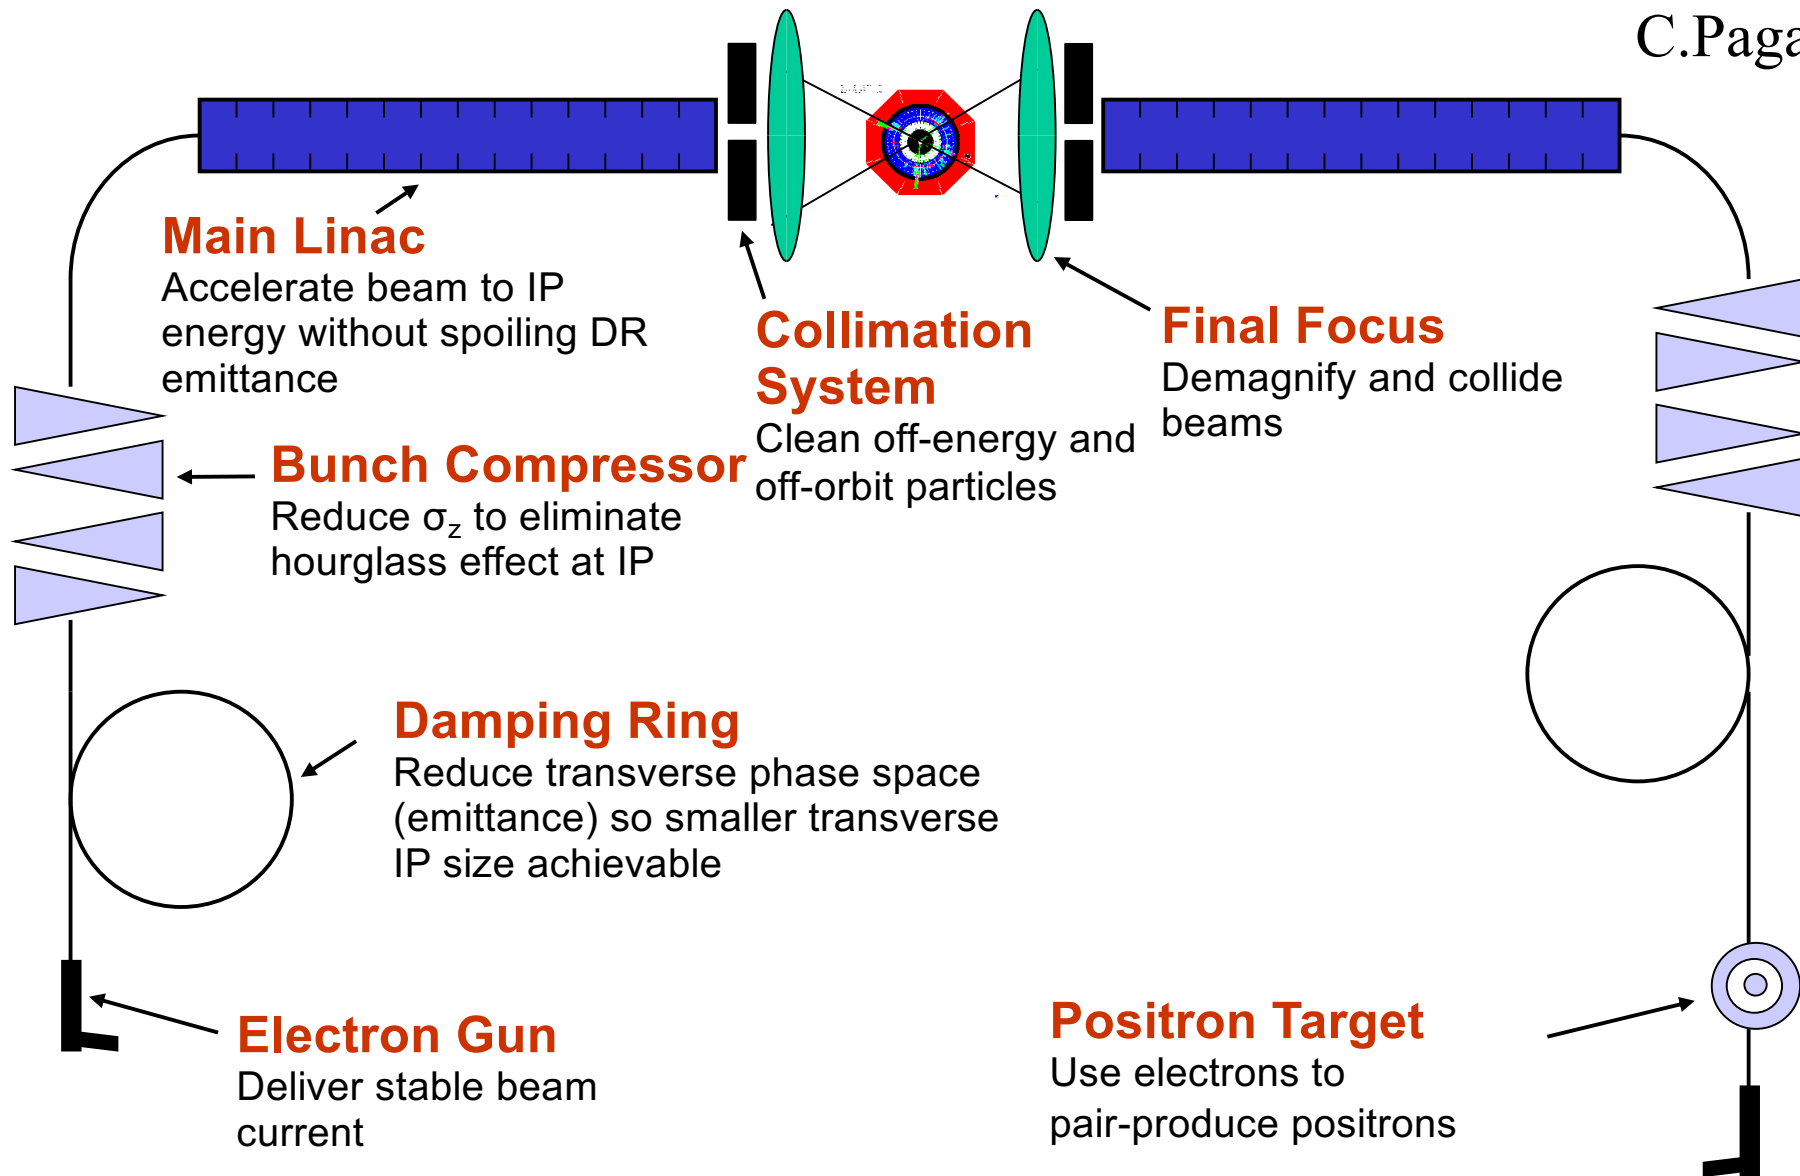 C.Paga
Main Linac
Accelerate beam to IP
energy without spoiling DR
emittance
Collimation
System
Clean off-energy and
off-orbit particles
Final Focus
Demagnify and collide
beams
Bunch Compressor
Reduce σz to eliminate
hourglass effect at IP
Damping Ring
Reduce transverse phase space
(emittance) so smaller transverse
IP size achievable
Electron Gun
Deliver stable beam
current
Positron Target
Use electrons to
pair-produce positrons